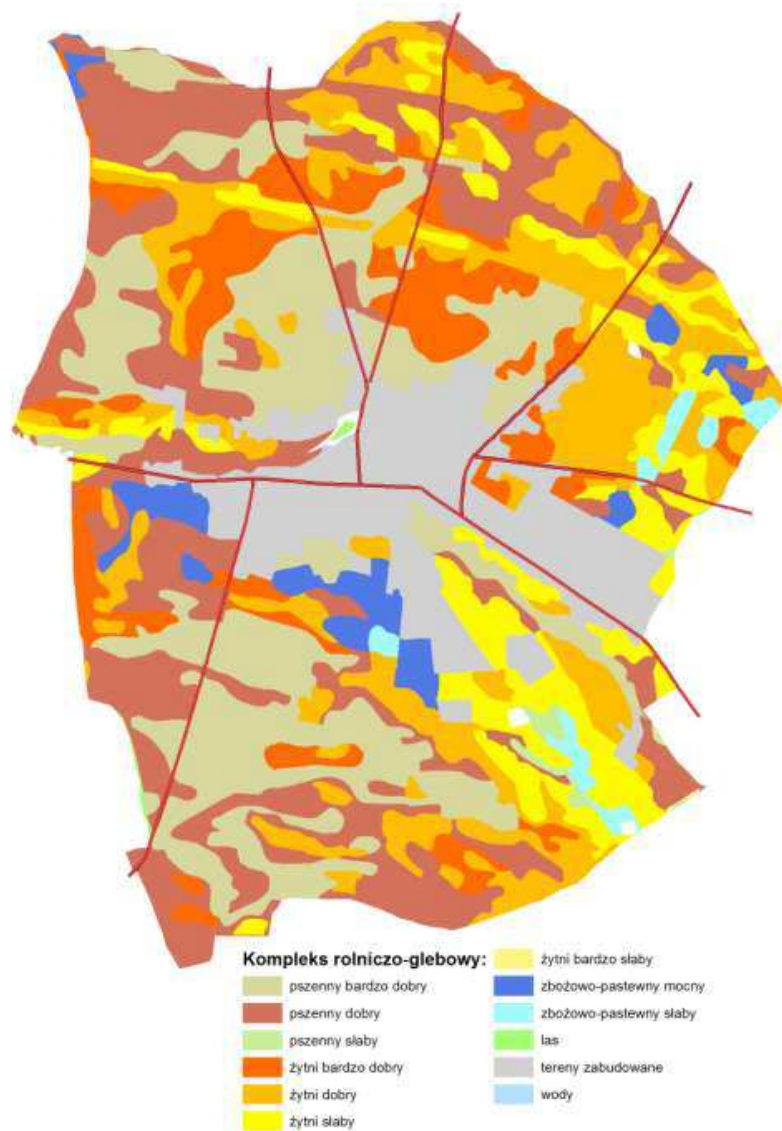 Kompleks rolniczo-glebowy:
pszenny bardzo dobry
pszenny dobry
pszenny słaby
żytni bardzo dobry
żytni dobry
żytni słaby
żytni bardzo słaby
zbożowo-pastewny mocny
zbożowo-pastewny słaby
las
tereny zabudowane
wody